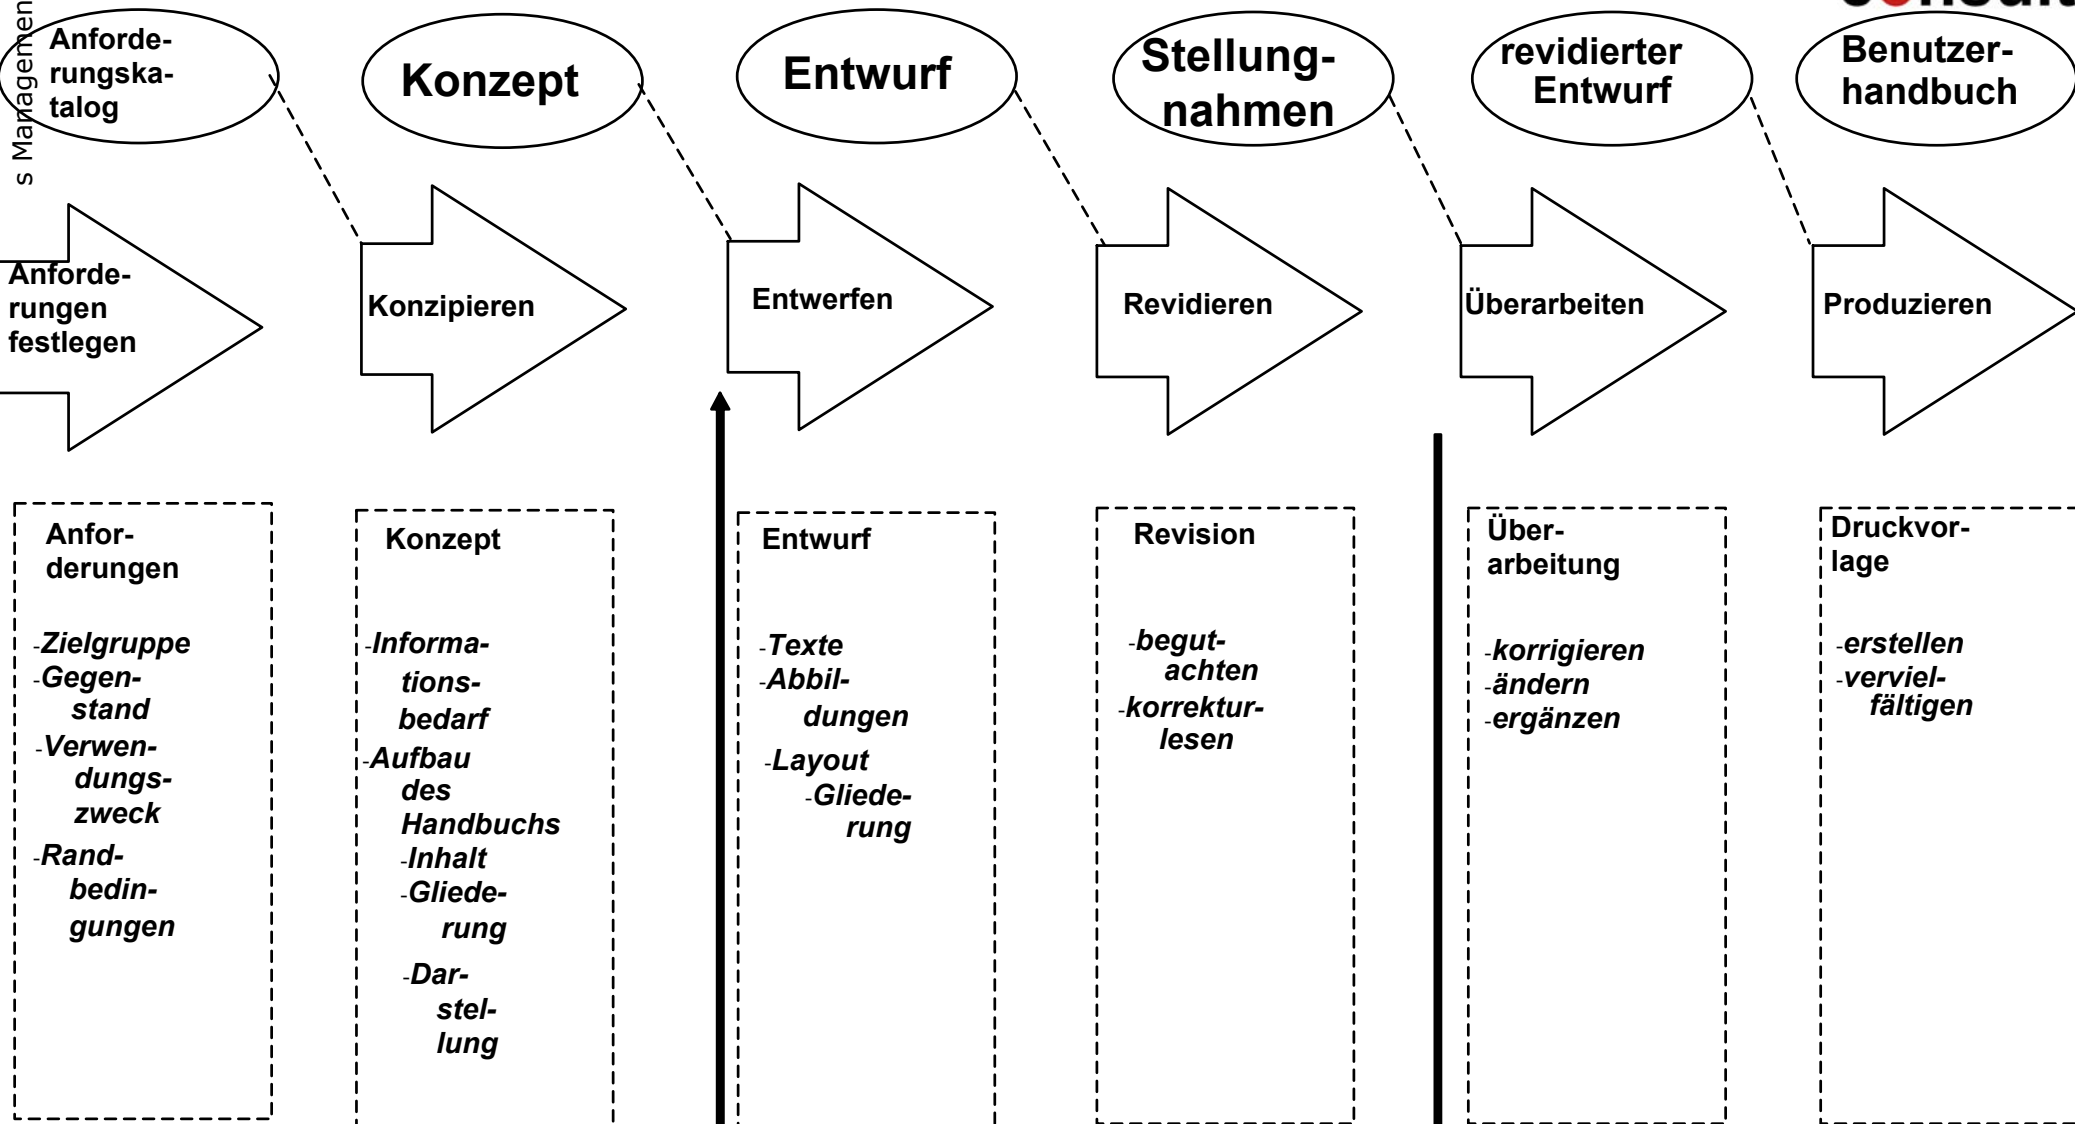 s Managemen
Anforde-
rungska-
talog
Konzept
Entwurf
Stellung-
nahmen
revidierter
Entwurf
Benutzer-
handbuch
Anforde-
rungen
festlegen
Konzipieren
Entwerfen
Revidieren
Überarbeiten
Produzieren
Anfor-
derungen
-Zielgruppe
-Gegen-
stand
-Verwen-
dungs-
zweck
-Rand-
bedin-
gungen
Konzept
-Informa-
tions-
bedarf
-Aufbau
des
Handbuchs
-Inhalt
-Gliede-
rung
-Dar-
stel-
lung
Entwurf
-Texte
-Abbil-
dungen
-Layout
-Gliede-
rung
Revision
-begut-
achten
-korrektur-
lesen
Über-
arbeitung
-korrigieren
-ändern
-ergänzen
Druckvor-
lage
-erstellen
-verviel-
fältigen